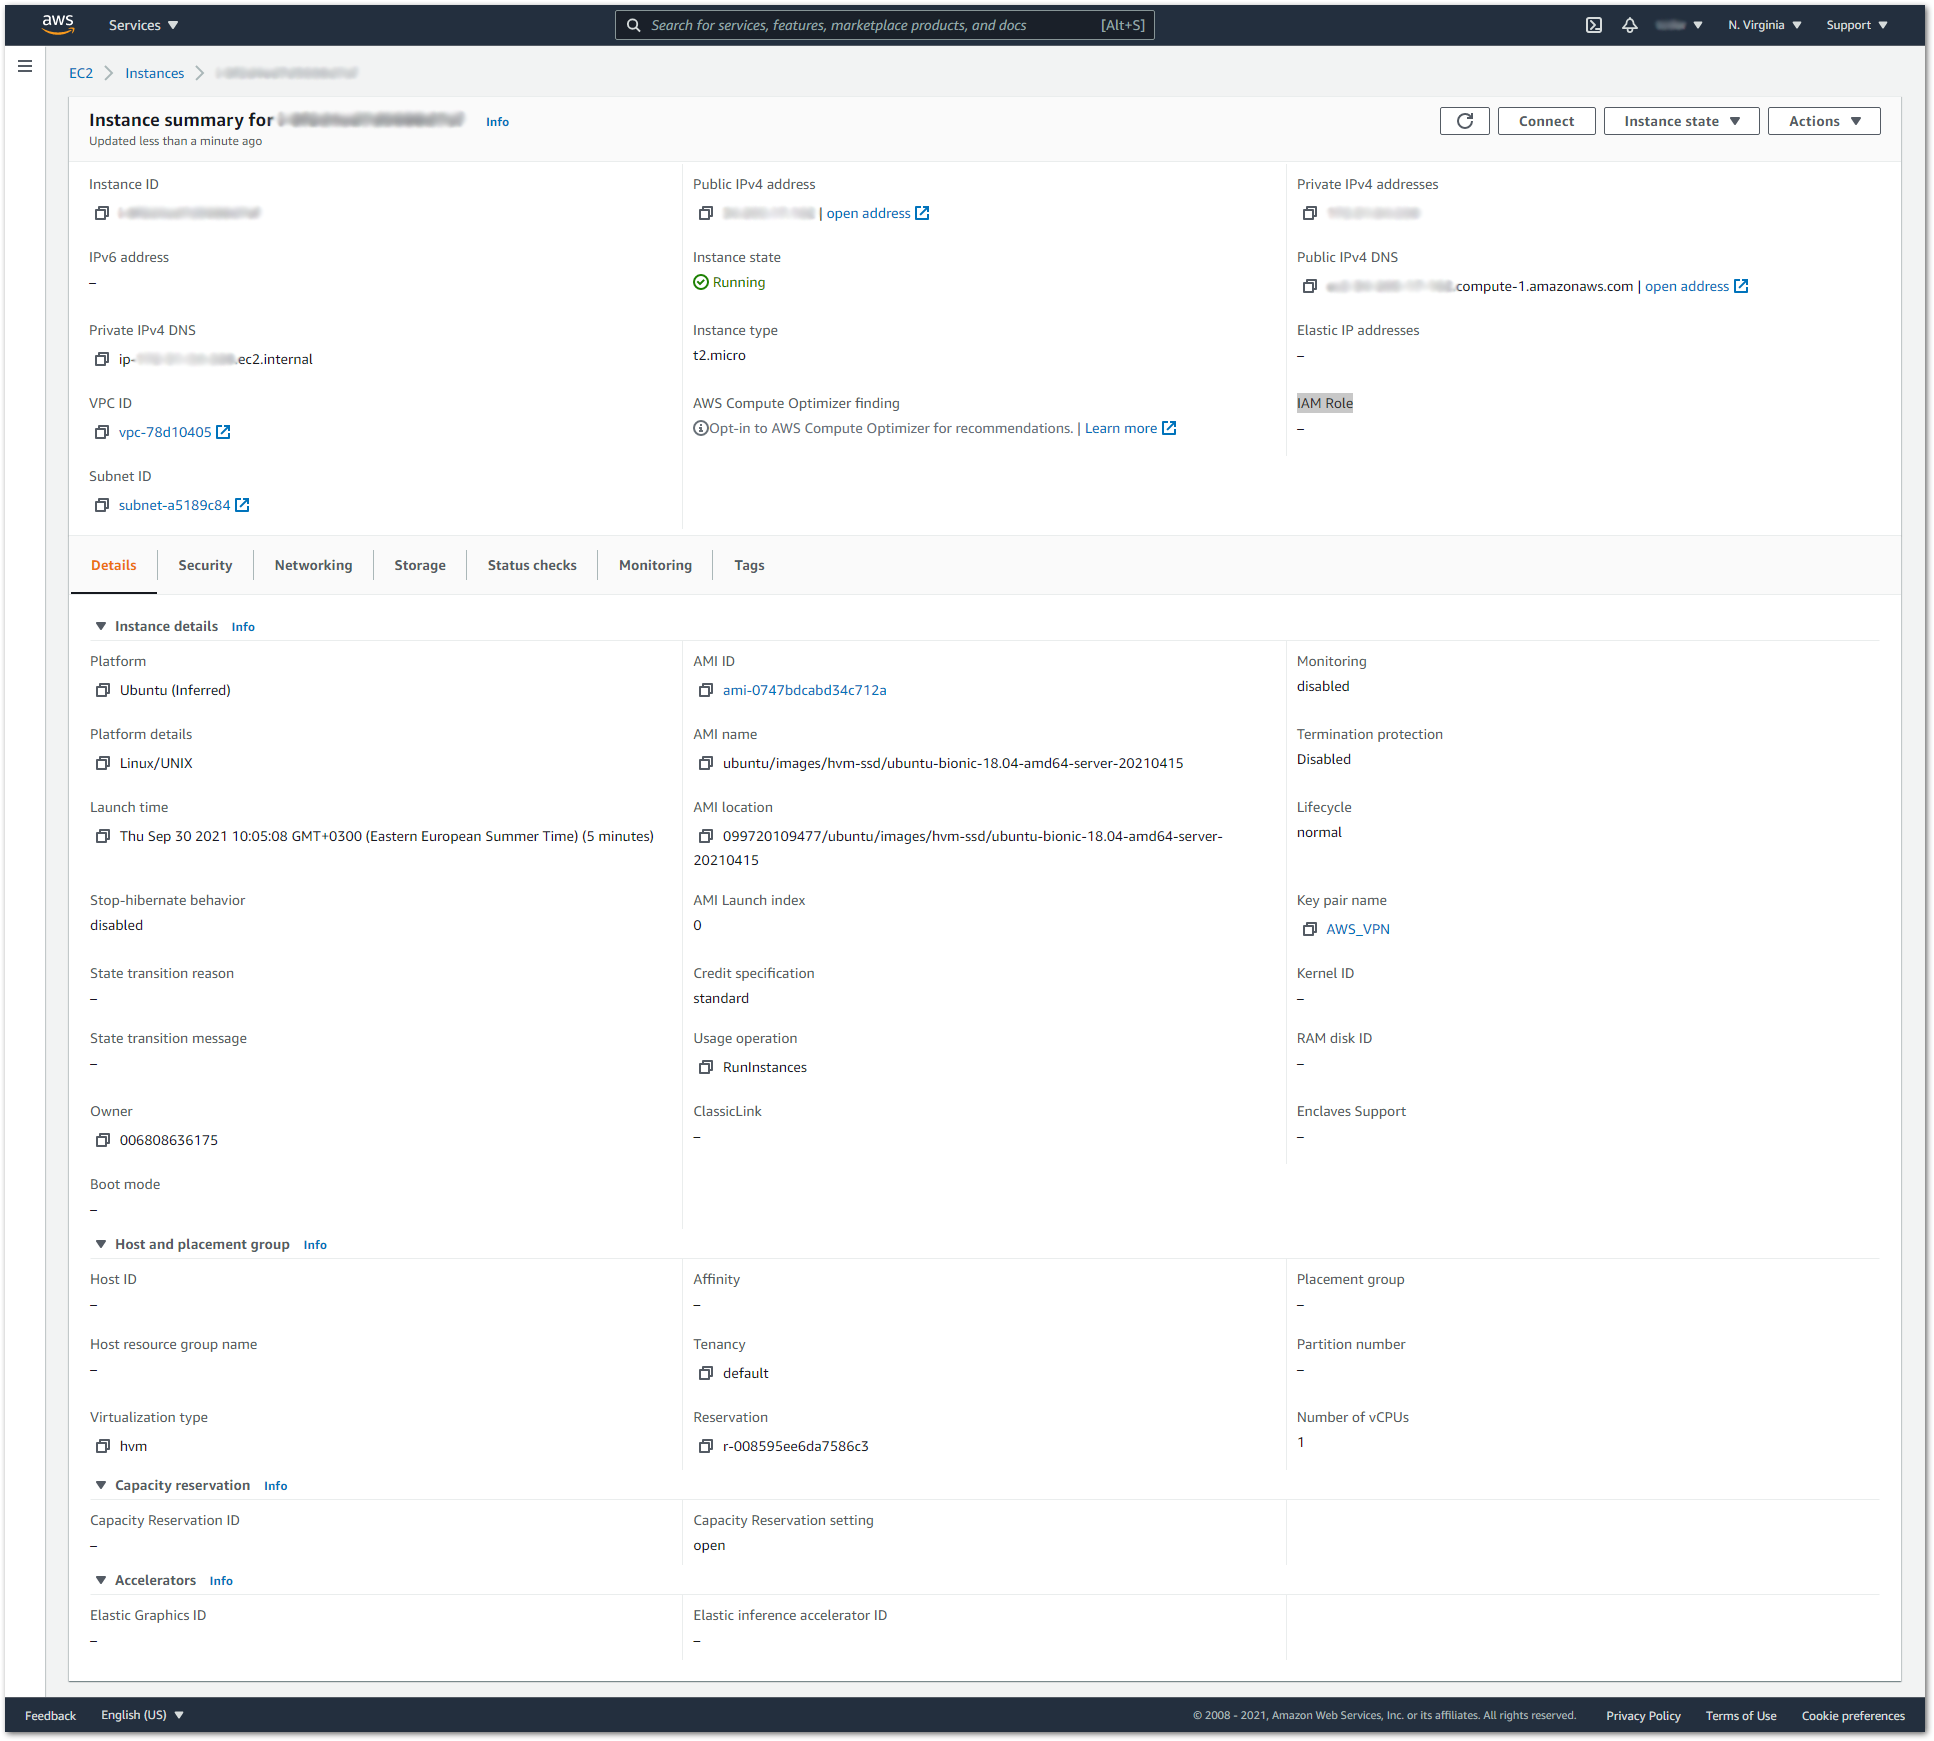 aws Services Search for services, features, marketplace products, and docs [Alt+S] N. Virginia Support
EC2 Instances
Instance summary for Info
Updated less than a minute ago
Connect Instance state Actions
Instance ID Public IPv4 address Private IPv4 addresses
| open address
IPv6 address Instance state Public IPv4 DNS
– Running .compute-1.amazonaws.com | open address
Private IPv4 DNS Instance type Elastic IP addresses
ip- .ec2.internal t2.micro –
VPC ID AWS Compute Optimizer finding IAM Role
vpc-78d10405 Opt-in to AWS Compute Optimizer for recommendations. | Learn more –
Subnet ID
subnet-a5189c84
Details Security Networking Storage Status checks Monitoring Tags
Instance details Info
Platform AMI ID Monitoring
Ubuntu (Inferred) ami-0747bdcabd34c712a disabled
Platform details AMI name Termination protection
Linux/UNIX ubuntu/images/hvm-ssd/ubuntu-bionic-18.04-amd64-server-20210415 Disabled
Launch time AMI location Lifecycle
Thu Sep 30 2021 10:05:08 GMT+0300 (Eastern European Summer Time) (5 minutes) 099720109477/ubuntu/images/hvm-ssd/ubuntu-bionic-18.04-amd64-server- normal
20210415
Stop-hibernate behavior AMI Launch index Key pair name
disabled 0 AWS_VPN
State transition reason Credit specification Kernel ID
– standard –
State transition message Usage operation RAM disk ID
– RunInstances –
Owner ClassicLink Enclaves Support
006808636175 – –
Boot mode
–
Host and placement group Info
Host ID Affinity Placement group
– – –
Host resource group name Tenancy Partition number
– default –
Virtualization type Reservation Number of vCPUs
hvm r-008595ee6da7586c3 1
Capacity reservation Info
Capacity Reservation ID Capacity Reservation setting
– open
Accelerators Info
Elastic Graphics ID Elastic inference accelerator ID
– –
Feedback English (US) © 2008 - 2021, Amazon Web Services, Inc. or its affiliates. All rights reserved. Privacy Policy Terms of Use Cookie preferences